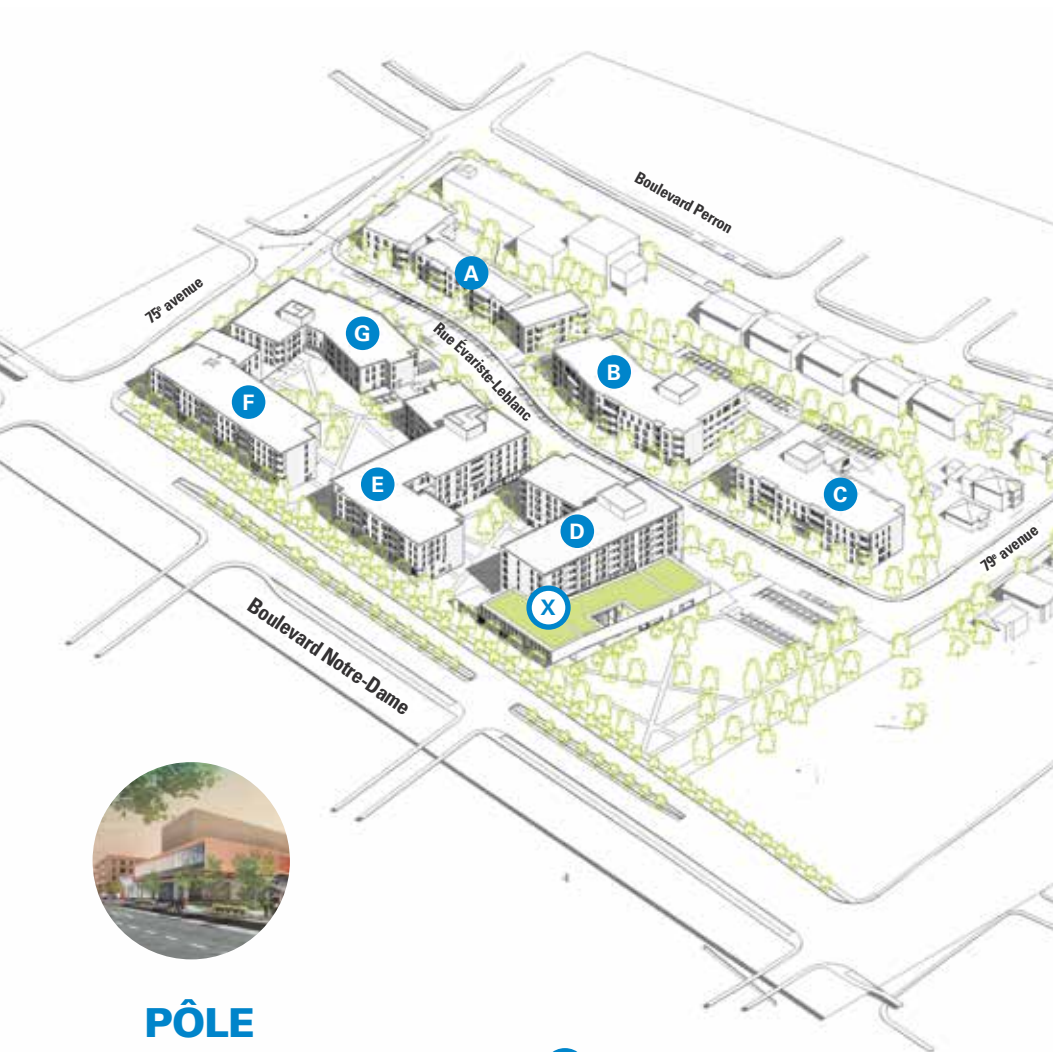 Boulevard Perron
A
75e avenue
G
Rue Évariste-Leblanc
B
F
E
C
D
79e avenue
X
Boulevard Notre-Dame
PÔLE